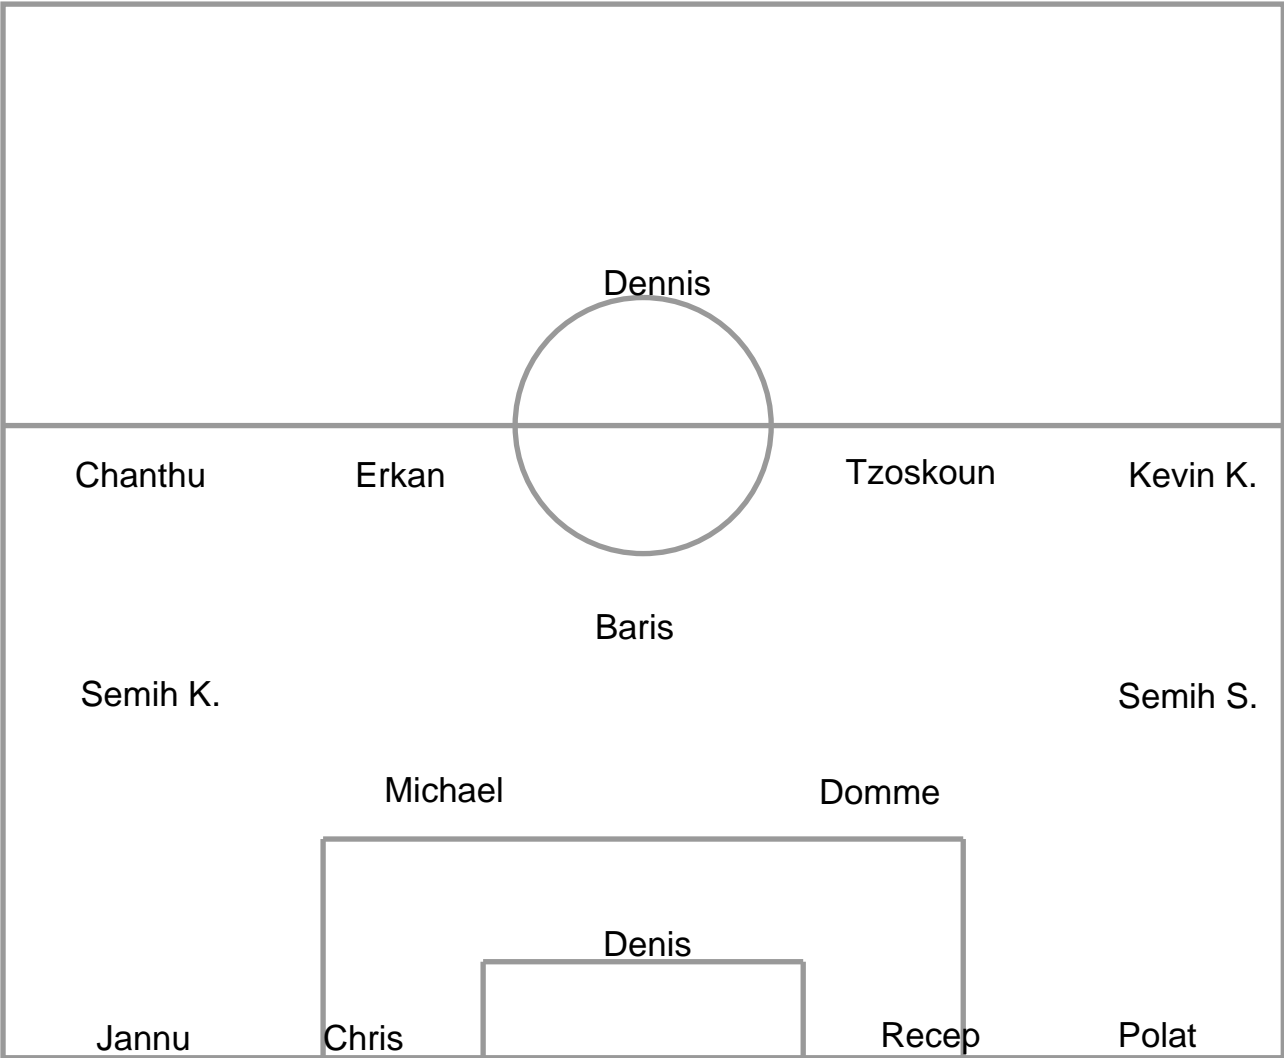 Dennis
Chanthu Erkan Tzoskoun Kevin K.
Baris
Semih K. Semih S.
Michael Domme
Denis
Jannu Chris Recep Polat